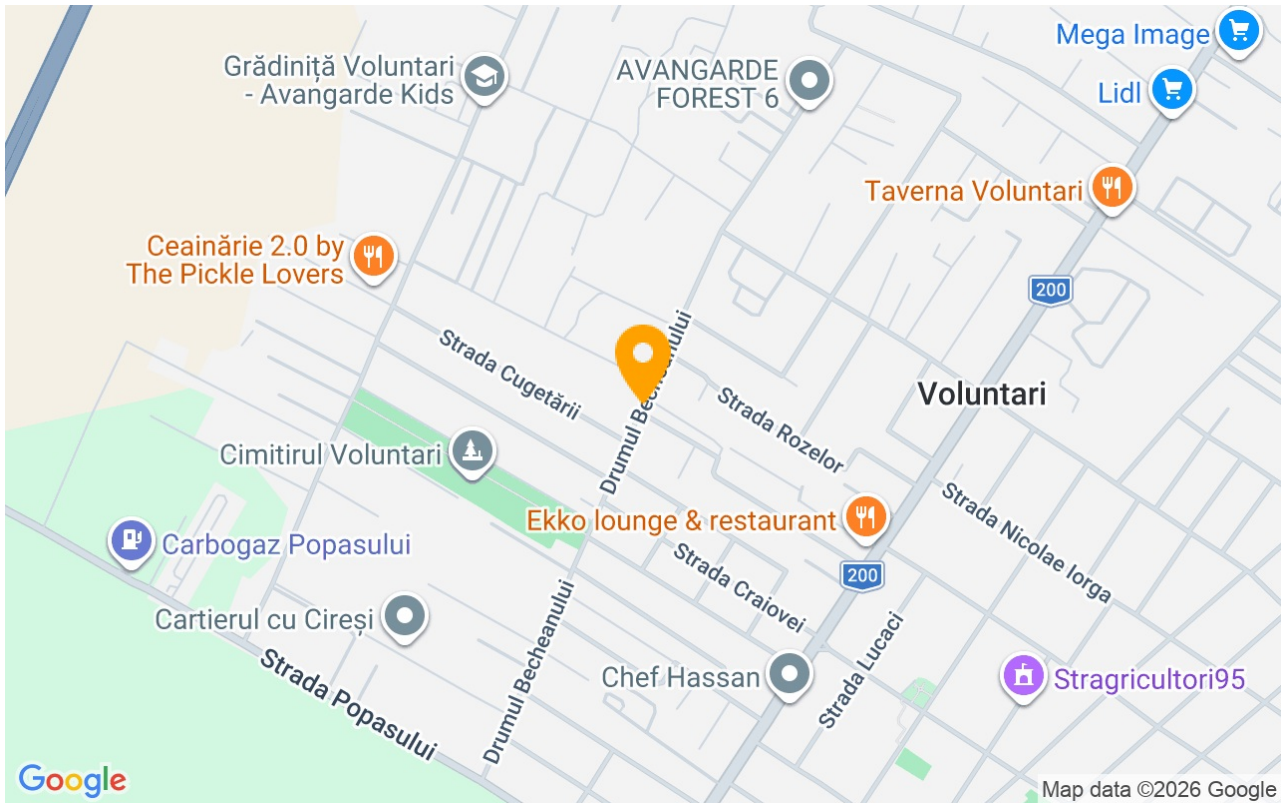 Mega Image
Grădiniță Voluntari
- Avangarde Kids
AVANGARDE
FOREST 6
Lidl
Taverna Voluntari
Ceainărie 2.0 by
The Pickle Lovers
200
Drumul Becheanului
Strada Cugetării
Voluntari
Strada Rozelor
Cimitirul Voluntari
Ekko lounge & restaurant
Strada Nicolae Iorga
Carbogaz Popasului
Strada Craiovei
200
Cartierul cu Cireși
Drumul Becheanului
Strada Lucaci
Chef Hassan
Stragricultori95
Strada Popasului
Google
Map data ©2026 Google